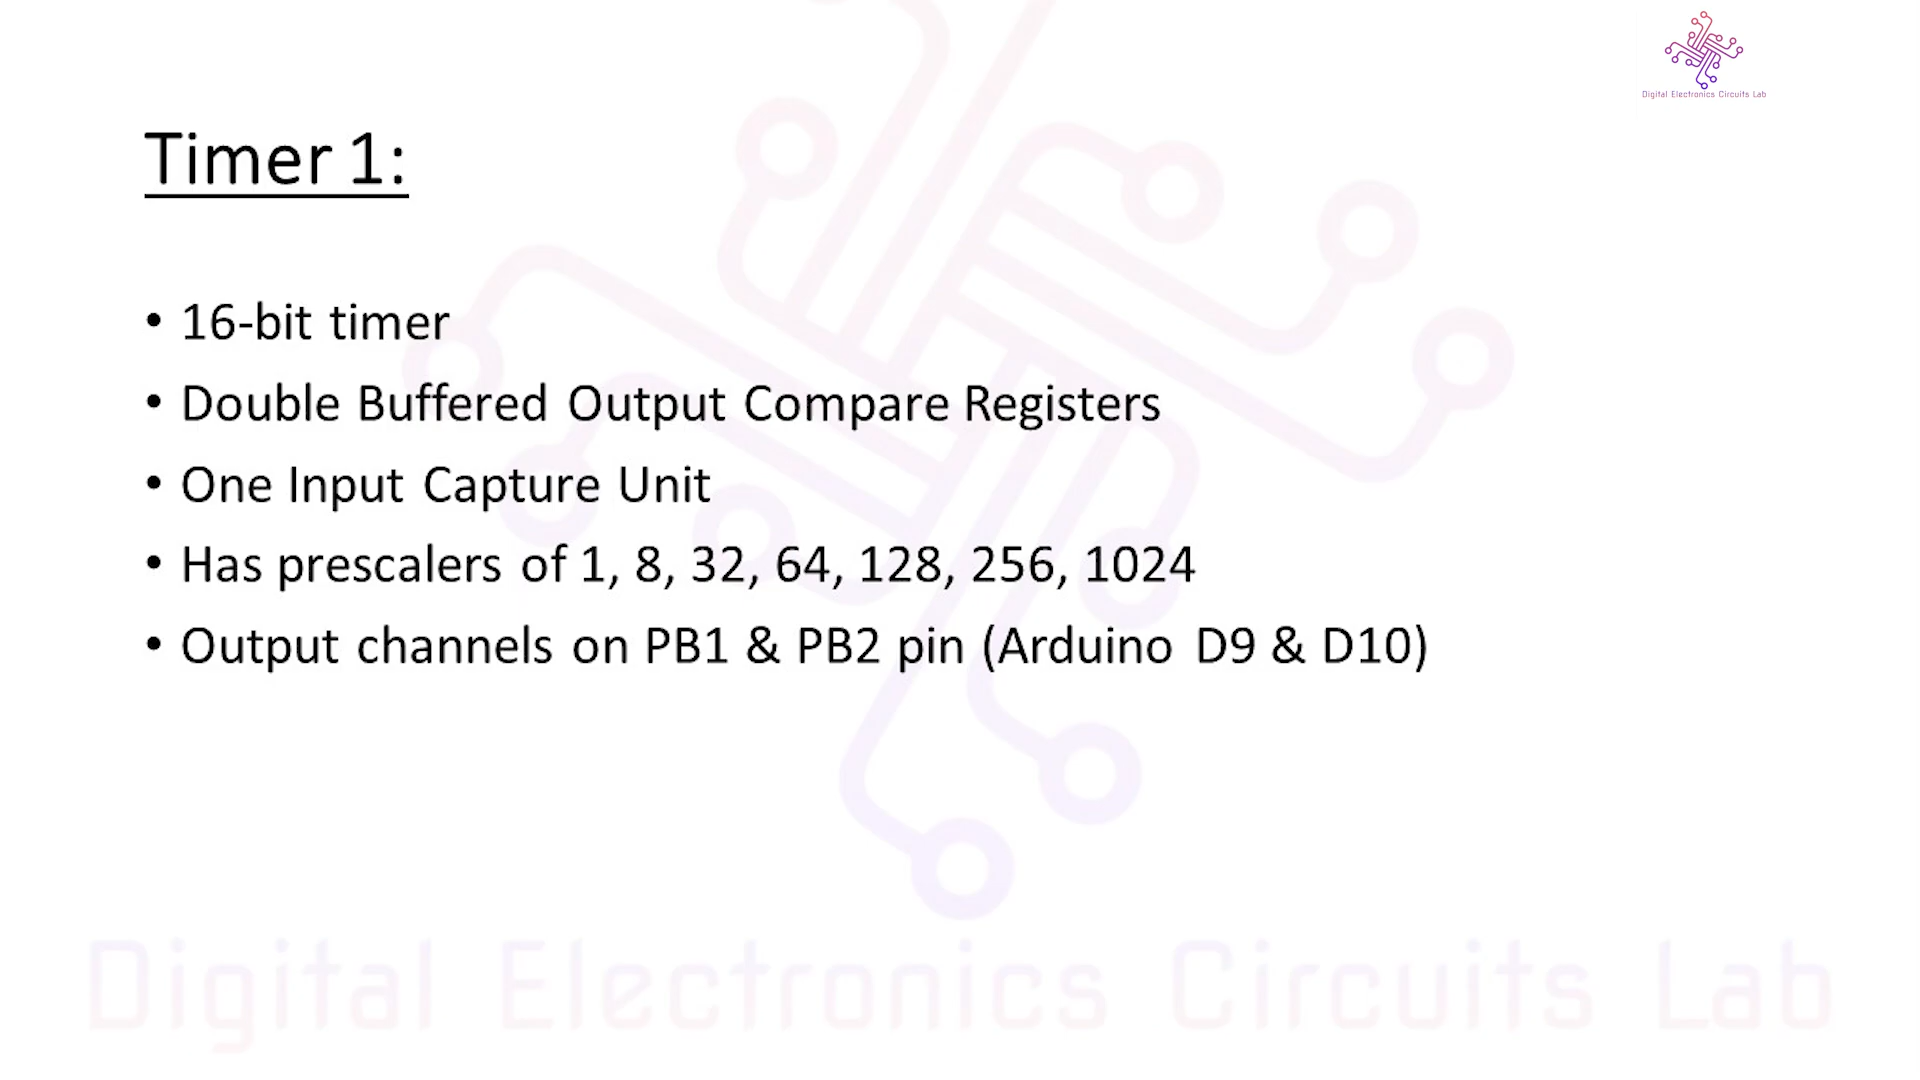 Digital Electronics Circuits Lab
Timer 1:
• 16-bit timer
• Double Buffered Output Compare Registers
• One Input Capture Unit
• Has prescalers of 1, 8, 32, 64, 128, 256, 1024
• Output channels on PB1 & PB2 pin (Arduino D9 & D10)
Digital Electronics Circuits Lab